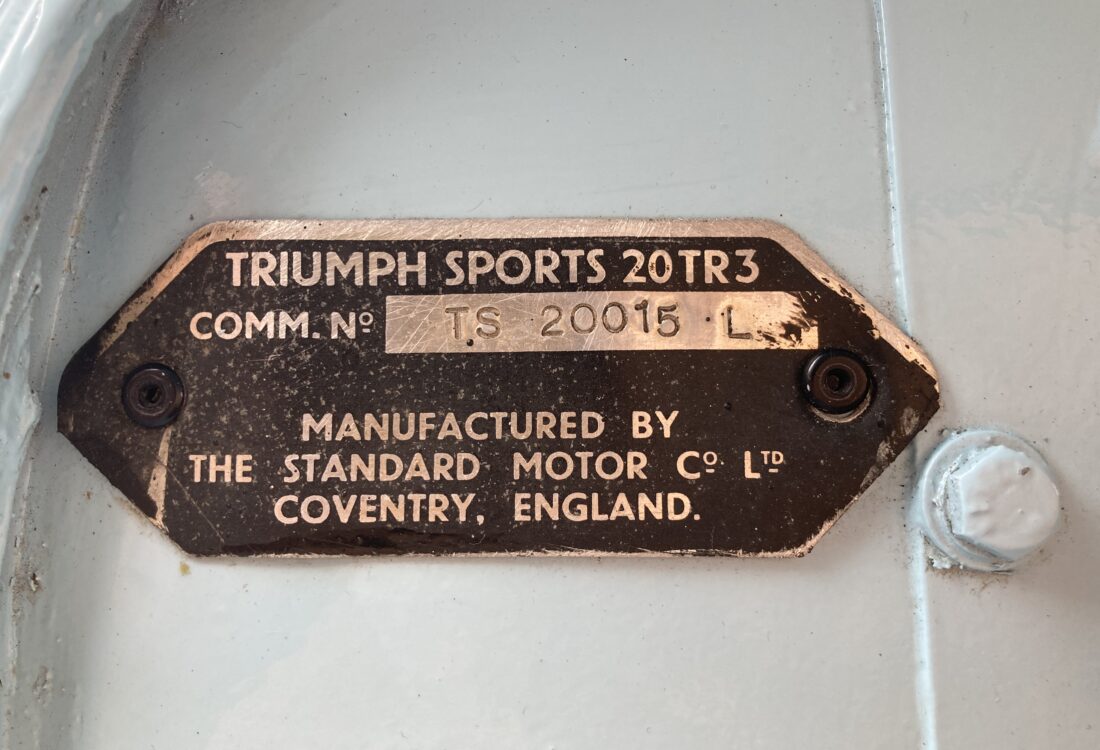 TRIUMPH SPORTS 20TR3
COMM. Nº TS 20015 L
MANUFACTURED BY
THE STANDARD MOTOR Cº Lᵀᴰ
COVENTRY, ENGLAND.